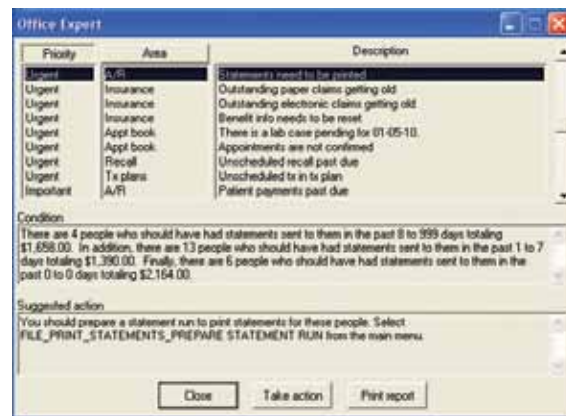 Office Expert
Priority Area Description
Urgent A/R Statements need to be printed
Urgent Insurance Outstanding paper claims getting old
Urgent Insurance Outstanding electronic claims getting old
Urgent Insurance Benefit info needs to be reset
Urgent Appt book There is a lab case pending for 01-05-10.
Urgent Appt book Appointments are not confirmed
Urgent Recall Unscheduled recall past due
Urgent Tx plans Unscheduled tx in tx plan
Important A/R Patient payments past due
Condition
There are 4 people who should have had statements sent to them in the past 8 to 999 days totaling
$1,658.00. In addition, there are 13 people who should have had statements sent to them in the past 1 to 7
days totaling $1,390.00. Finally, there are 6 people who should have had statements sent to them in the
past 0 to 0 days totaling $2,164.00.
Suggested action
You should prepare a statement run to print statements for these people. Select
FILE_PRINT_STATEMENTS_PREPARE STATEMENT RUN from the main menu.
Close Take action Print report